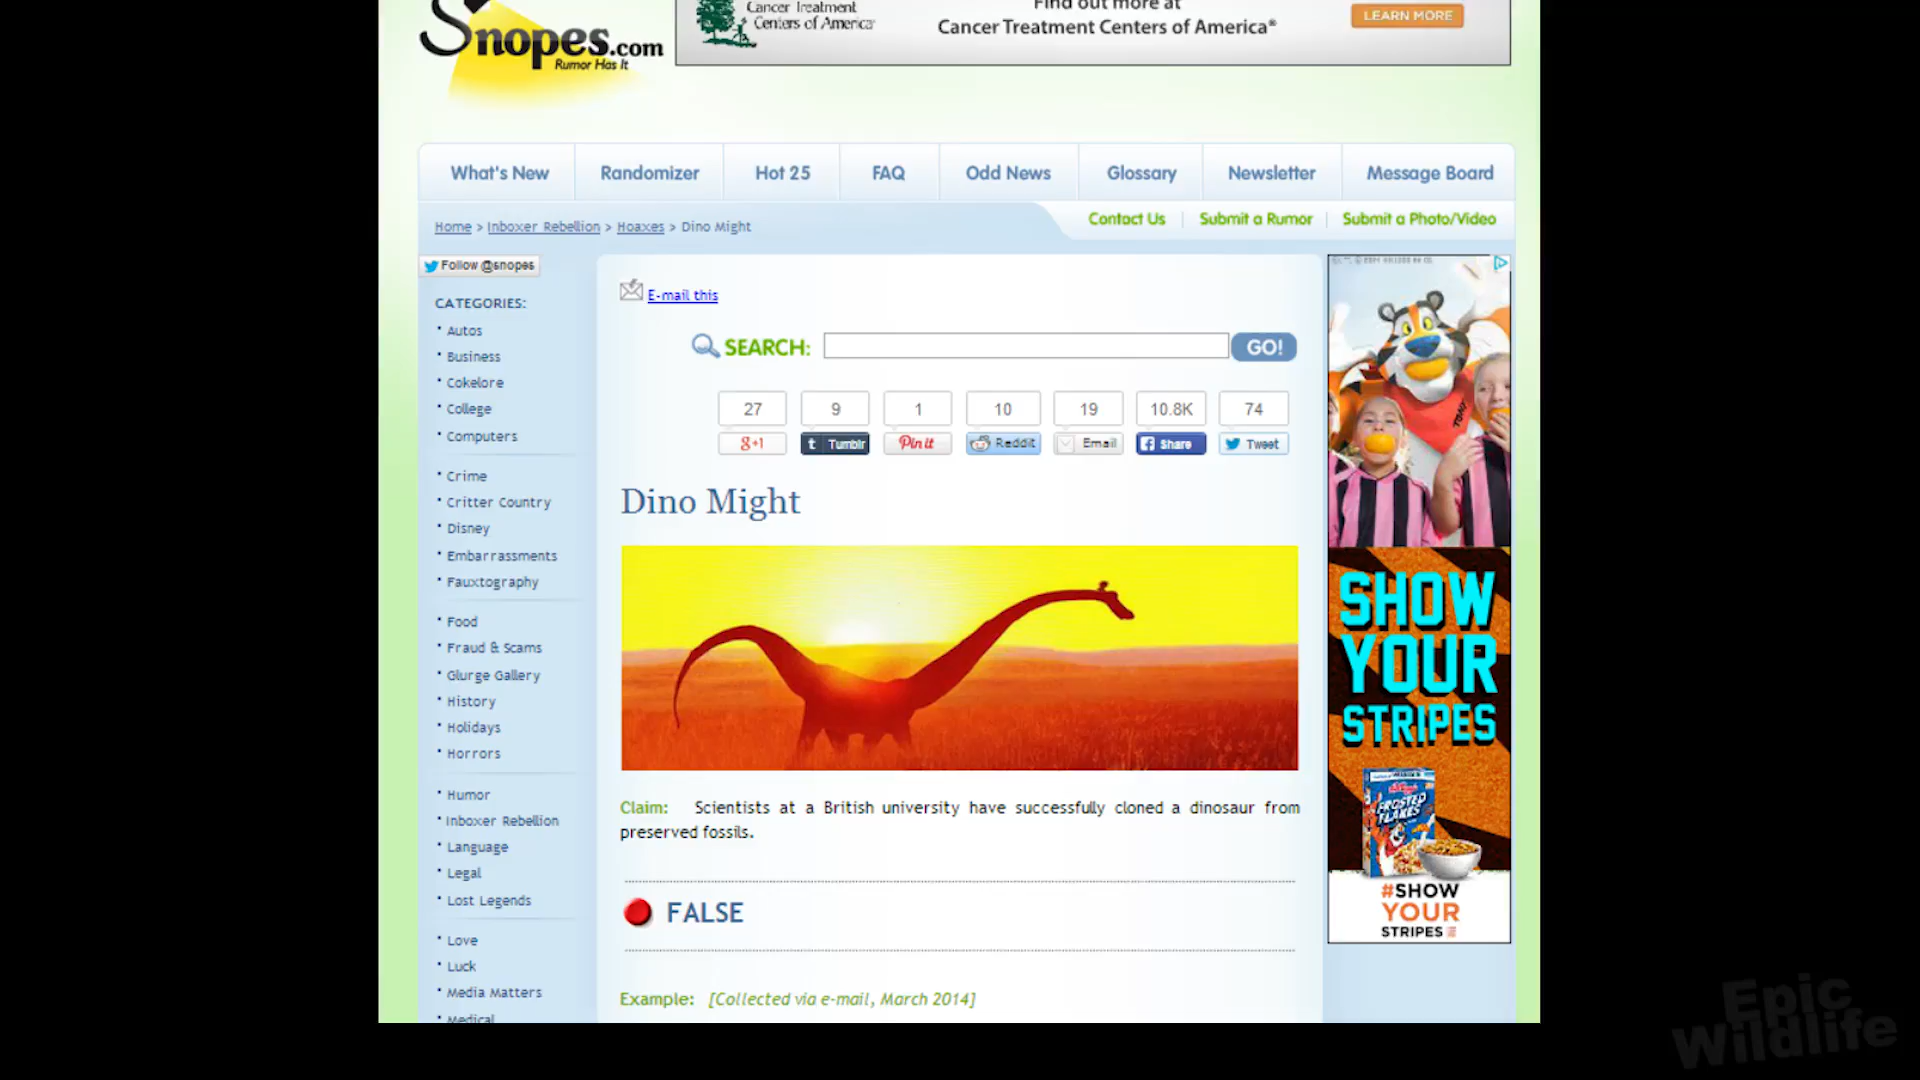 Snopes.com
Rumor Has It
Cancer Treatment
Centers of America
Find out more at
Cancer Treatment Centers of America®
LEARN MORE
What's New
Randomizer
Hot 25
FAQ
Odd News
Glossary
Newsletter
Message Board
Home > Inboxer Rebellion > Hoaxes > Dino Might
Contact Us
Submit a Rumor
Submit a Photo/Video
Follow @snopes
CATEGORIES:
Autos
Business
Cokelore
College
Computers
Crime
Critter Country
Disney
Embarrassments
Fauxtography
Food
Fraud & Scams
Glurge Gallery
History
Holidays
Horrors
Humor
Inboxer Rebellion
Language
Legal
Lost Legends
Love
Luck
Media Matters
Medical
E-mail this
SEARCH:
GO!
27
9
1
10
19
10.8K
74
g+1
t Tumblr
Pin it
Reddit
Email
Share
Tweet
Dino Might
Claim: Scientists at a British university have successfully cloned a dinosaur from
preserved fossils.
FALSE
Example: [Collected via e-mail, March 2014]
TONY
SHOW
YOUR
STRIPES
Kellogg's
FROSTED
FLAKES
#SHOW
YOUR
STRIPES
Epic
Wildlife